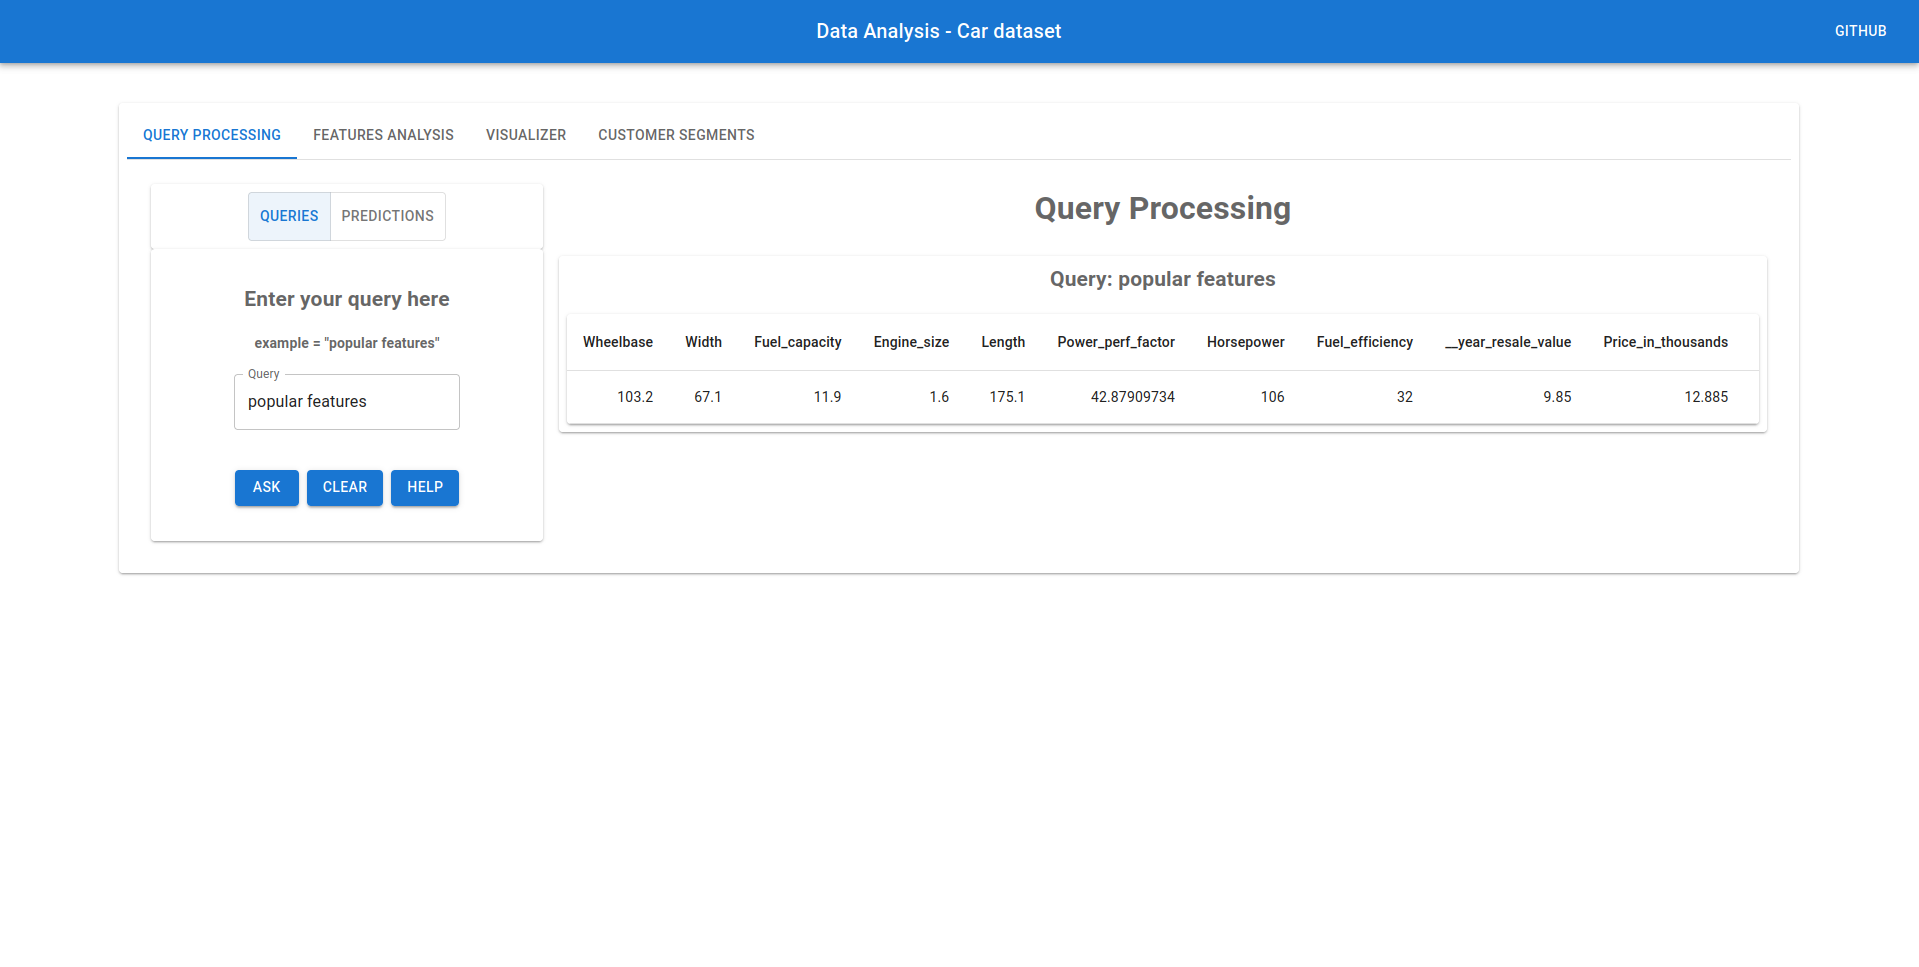 Data Analysis - Car dataset
GITHUB
QUERY PROCESSING FEATURES ANALYSIS VISUALIZER CUSTOMER SEGMENTS
QUERIES PREDICTIONS
Enter your query here
example = "popular features"
Query
popular features
ASK CLEAR HELP
Query Processing
Query: popular features
Wheelbase Width Fuel_capacity Engine_size Length Power_perf_factor Horsepower Fuel_efficiency __year_resale_value Price_in_thousands
103.2 67.1 11.9 1.6 175.1 42.87909734 106 32 9.85 12.885